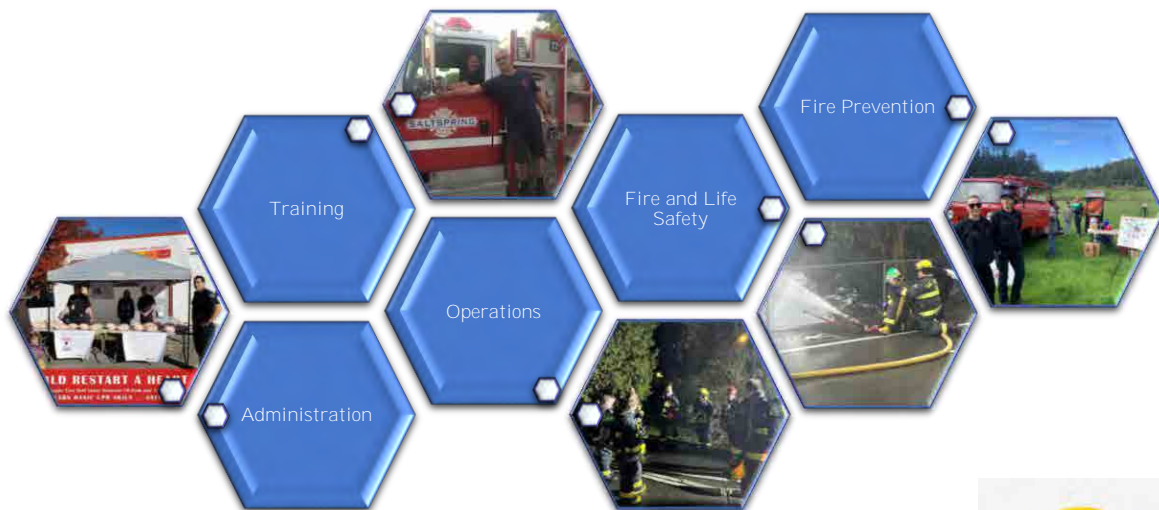 Fire Prevention
SALTSPRING
Training
Fire and Life
Safety
Operations
LD RESTART A HEART
Administration